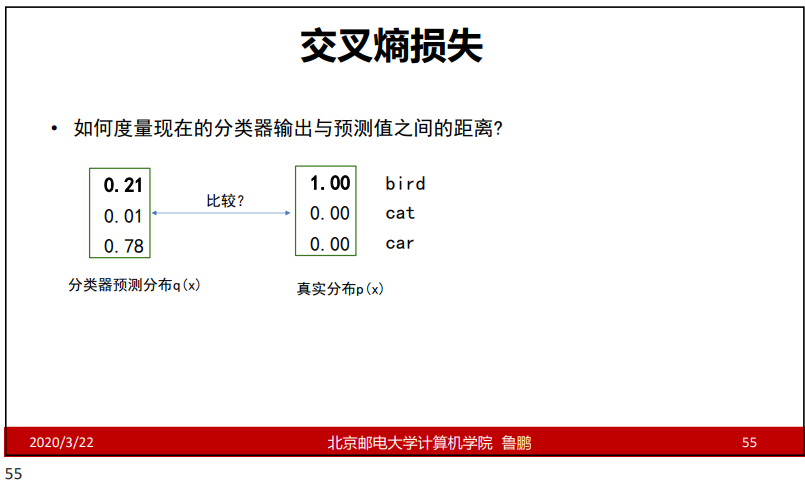 交叉熵损失
• 如何度量现在的分类器输出与预测值之间的距离?
0.21
0.01
0.78
比较?
1.00 bird
0.00 cat
0.00 car
分类器预测分布q(x)
真实分布p(x)
2020/3/22 北京邮电大学计算机学院 鲁鹏 55
55